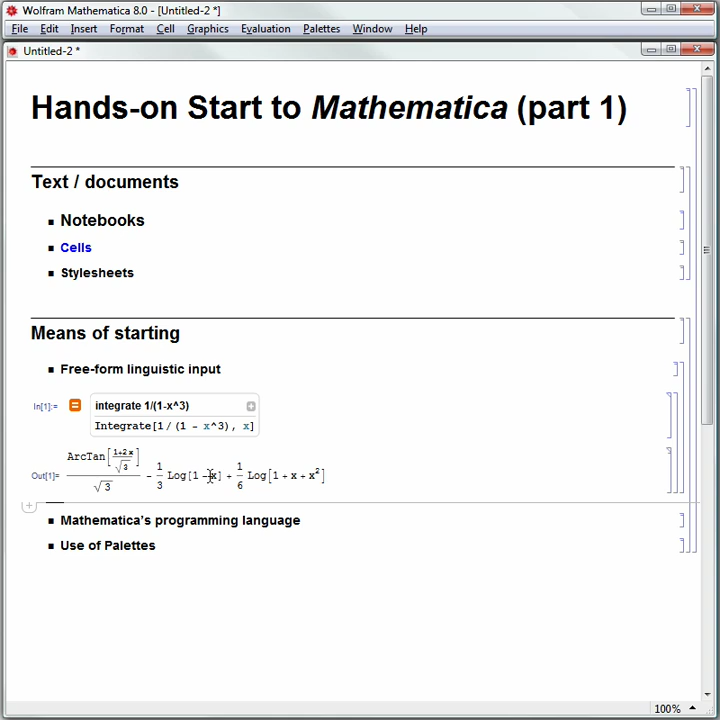 Wolfram Mathematica 8.0 - [Untitled-2 *]
File Edit Insert Format Cell Graphics Evaluation Palettes Window Help
Untitled-2 *
Hands-on Start to Mathematica (part 1)
Text / documents
Notebooks
Cells
Stylesheets
Means of starting
Free-form linguistic input
In[1]:= integrate 1/(1-x^3)
Integrate[1/(1 - x^3), x]
Out[1]= ArcTan[(1+2 x)/√3]/√3 - 1/3 Log[1 - x] + 1/6 Log[1 + x + x²]
Mathematica's programming language
Use of Palettes
100%